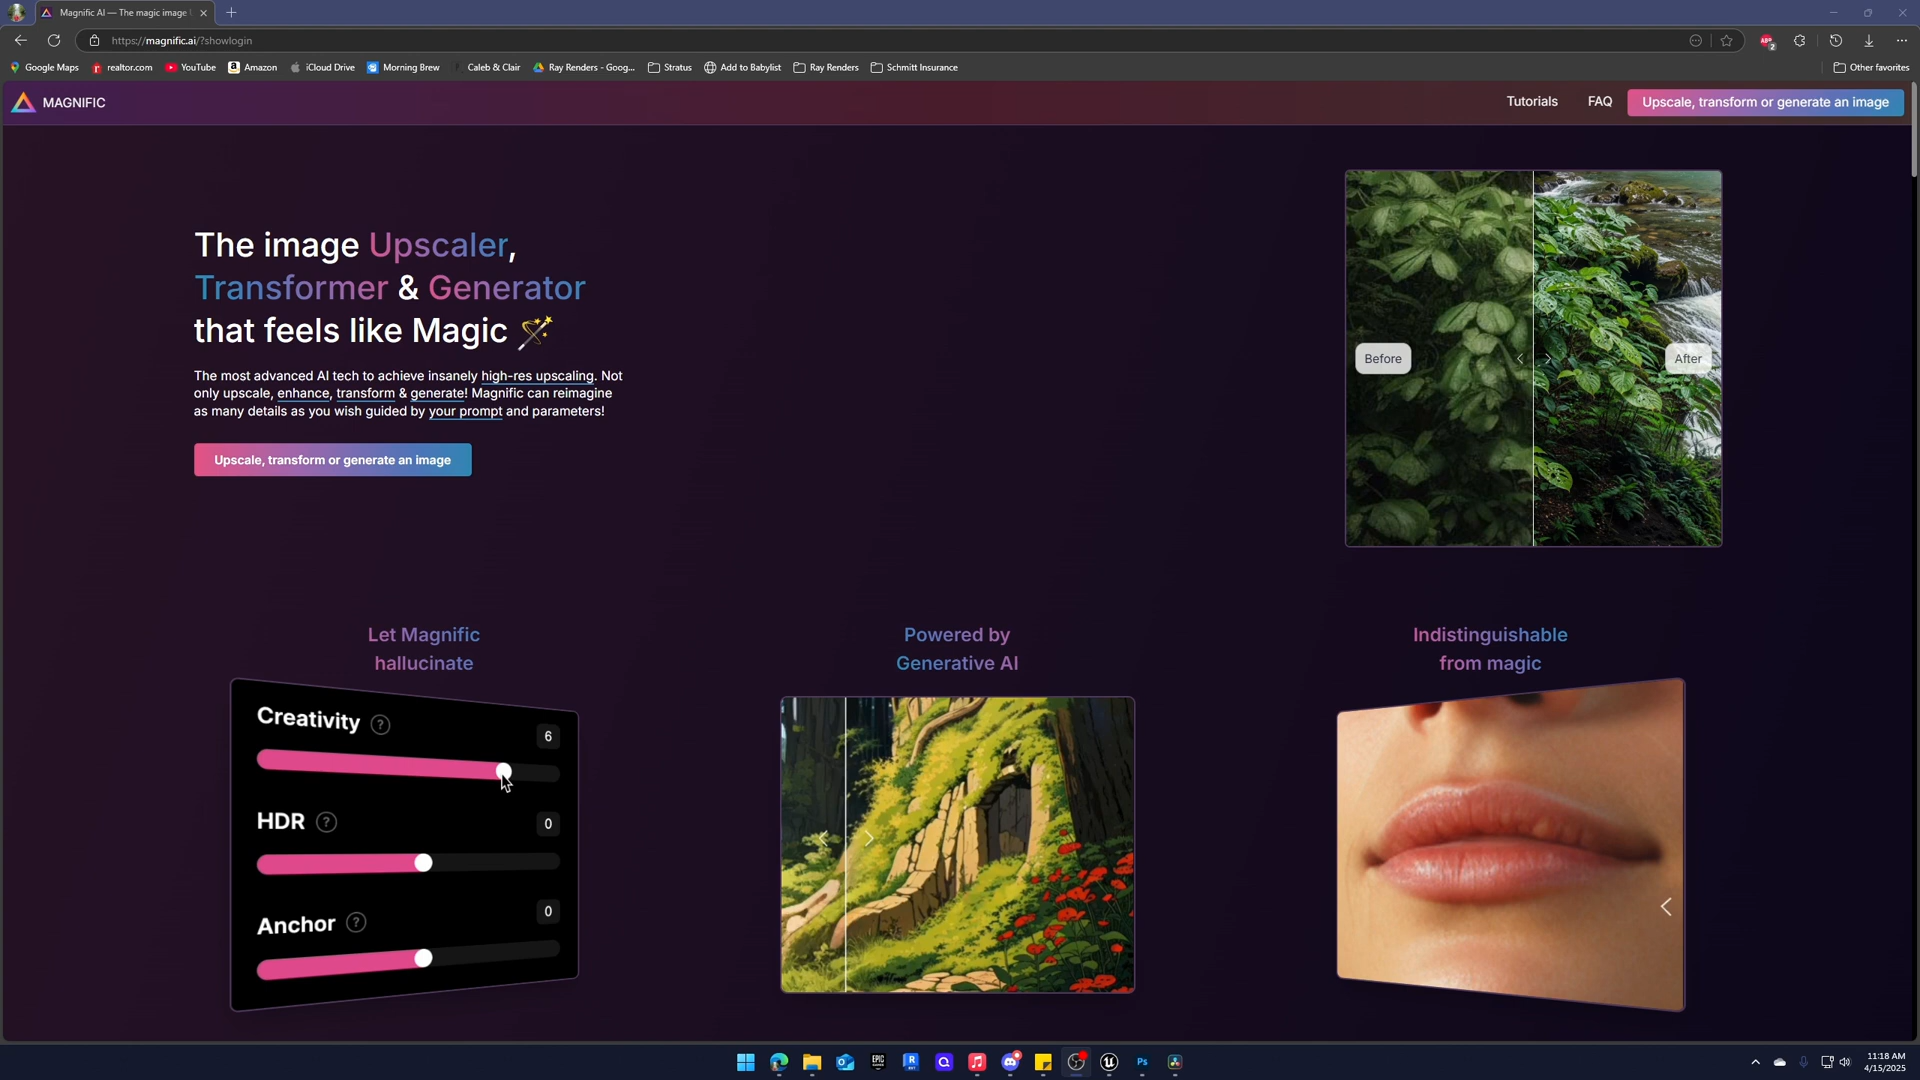 Magnific AI — The magic image
https://magnific.ai/?showlogin
ABP
2
Google Maps
realtor.com
YouTube
Amazon
iCloud Drive
Morning Brew
Caleb & Clair
Ray Renders - Goog...
Stratus
Add to Babylist
Ray Renders
Schmitt Insurance
Other favorites
MAGNIFIC
Tutorials
FAQ
Upscale, transform or generate an image
The image Upscaler,
Transformer & Generator
that feels like Magic
The most advanced AI tech to achieve insanely high-res upscaling. Not
only upscale, enhance, transform & generate! Magnific can reimagine
as many details as you wish guided by your prompt and parameters!
Upscale, transform or generate an image
Before
After
Let Magnific
hallucinate
Powered by
Generative AI
Indistinguishable
from magic
Creativity ?
6
HDR ?
0
Anchor ?
0
EPIC
R
Ps
11:18 AM
4/15/2025